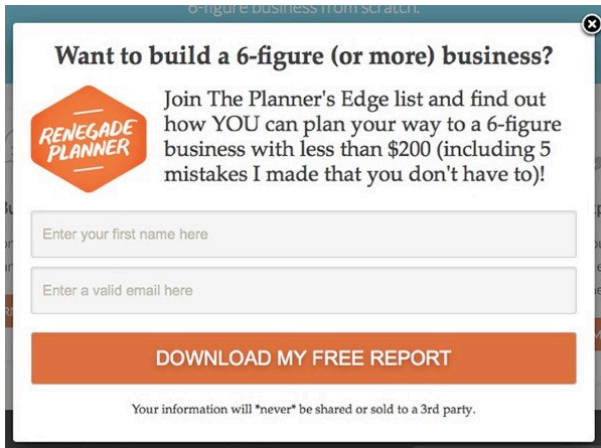 6-figure business from scratch.
Want to build a 6-figure (or more) business?
RENEGADE
PLANNER
Join The Planner's Edge list and find out
how YOU can plan your way to a 6-figure
business with less than $200 (including 5
mistakes I made that you don't have to)!
Enter your first name here
Enter a valid email here
DOWNLOAD MY FREE REPORT
Your information will *never* be shared or sold to a 3rd party.